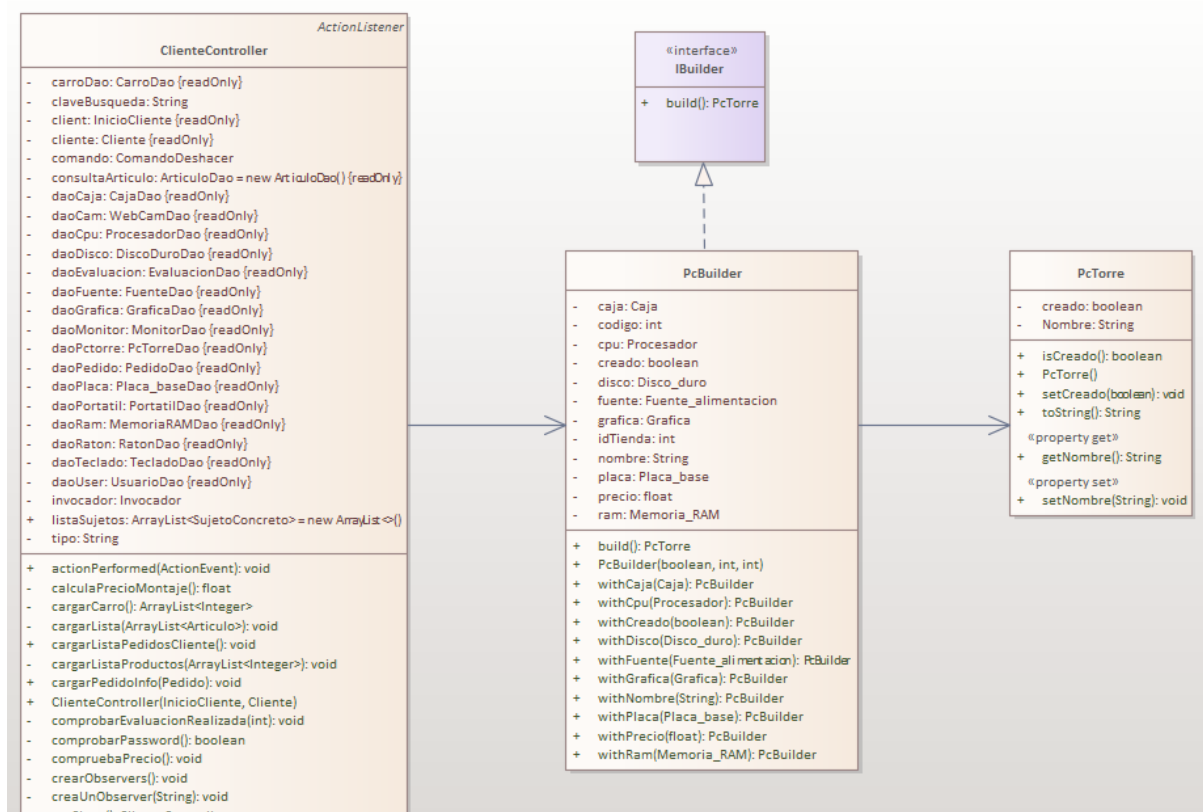 ActionListener
ClienteController
- carroDao: CarroDao {readOnly}
- claveBusqueda: String
- client: InicioCliente {readOnly}
- cliente: Cliente {readOnly}
- comando: ComandoDeshacer
- consultaArticulo: ArticuloDao = new ArticuloDao() {readOnly}
- daoCaja: CajaDao {readOnly}
- daoCam: WebCamDao {readOnly}
- daoCpu: ProcesadorDao {readOnly}
- daoDisco: DiscoDuroDao {readOnly}
- daoEvaluacion: EvaluacionDao {readOnly}
- daoFuente: FuenteDao {readOnly}
- daoGrafica: GraficaDao {readOnly}
- daoMonitor: MonitorDao {readOnly}
- daoPctorre: PcTorreDao {readOnly}
- daoPedido: PedidoDao {readOnly}
- daoPlaca: Placa_baseDao {readOnly}
- daoPortatil: PortatilDao {readOnly}
- daoRam: MemoriaRAMDao {readOnly}
- daoRaton: RatonDao {readOnly}
- daoTeclado: TecladoDao {readOnly}
- daoUser: UsuarioDao {readOnly}
- invocador: Invocador
+ listaSujetos: ArrayList<SujetoConcreto> = new ArrayList<>()
- tipo: String
+ actionPerformed(ActionEvent): void
- calculaPrecioMontaje(): float
- cargarCarro(): ArrayList<Integer>
- cargarLista(ArrayList<Articulo>): void
+ cargarListaPedidosCliente(): void
- cargarListaProductos(ArrayList<Integer>): void
+ cargarPedidoInfo(Pedido): void
+ ClienteController(InicioCliente, Cliente)
- comprobarEvaluacionRealizada(int): void
- comprobarPassword(): boolean
- compruebaPrecio(): void
- crearObservers(): void
- creaUnObserver(String): void
«interface»
IBuilder
+ build(): PcTorre
PcBuilder
- caja: Caja
- codigo: int
- cpu: Procesador
- creado: boolean
- disco: Disco_duro
- fuente: Fuente_alimentacion
- grafica: Grafica
- idTienda: int
- nombre: String
- placa: Placa_base
- precio: float
- ram: Memoria_RAM
+ build(): PcTorre
+ PcBuilder(boolean, int, int)
+ withCaja(Caja): PcBuilder
+ withCpu(Procesador): PcBuilder
+ withCreado(boolean): PcBuilder
+ withDisco(Disco_duro): PcBuilder
+ withFuente(Fuente_alimentacion): PcBuilder
+ withGrafica(Grafica): PcBuilder
+ withNombre(String): PcBuilder
+ withPlaca(Placa_base): PcBuilder
+ withPrecio(float): PcBuilder
+ withRam(Memoria_RAM): PcBuilder
PcTorre
- creado: boolean
- Nombre: String
+ isCreado(): boolean
+ PcTorre()
+ setCreado(boolean): void
+ toString(): String
«property get»
+ getNombre(): String
«property set»
+ setNombre(String): void